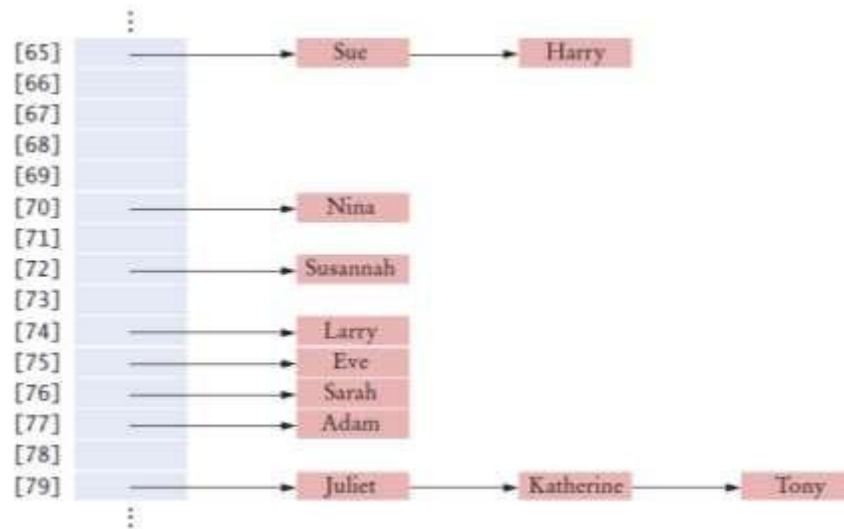 [65] Sue Harry
[66]
[67]
[68]
[69]
[70] Nina
[71]
[72] Susannah
[73]
[74] Larry
[75] Eve
[76] Sarah
[77] Adam
[78]
[79] Juliet Katherine Tony